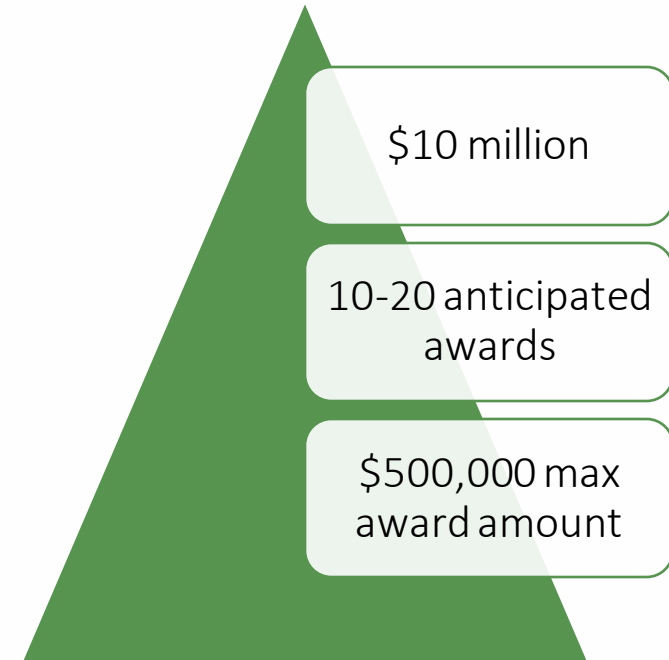 $10 million
10-20 anticipated
awards
$500,000 max
award amount